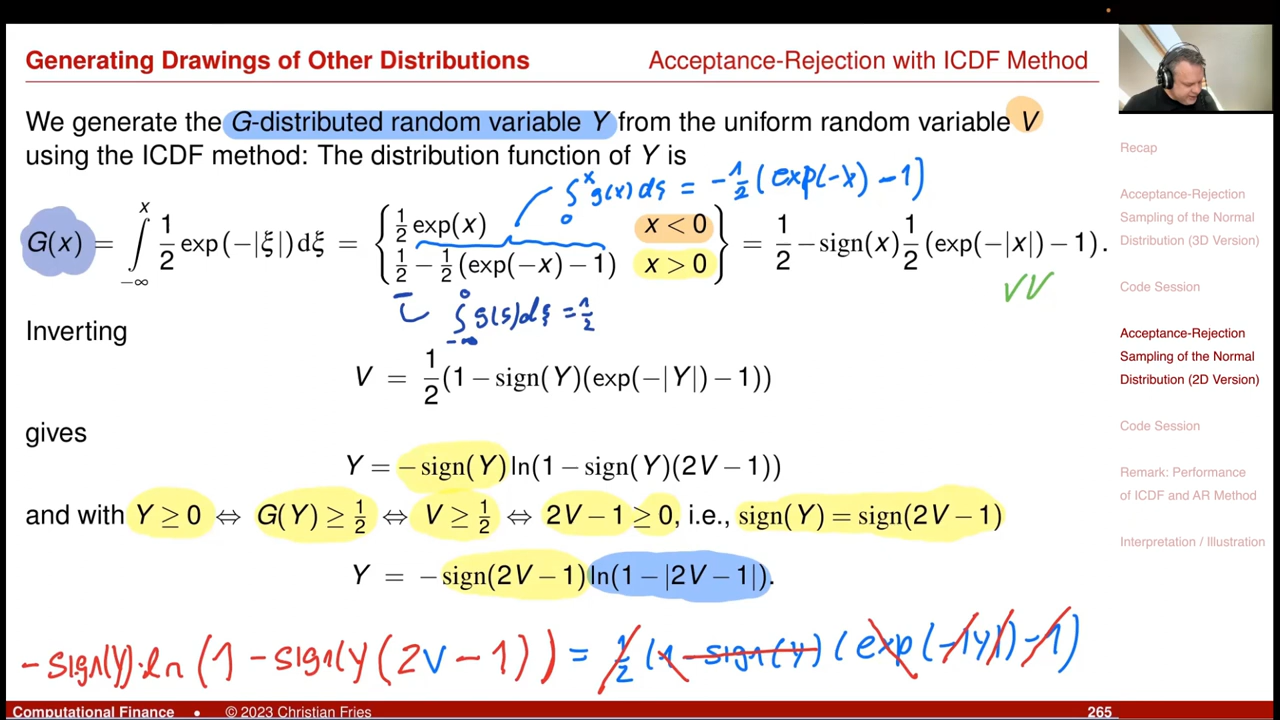 Generating Drawings of Other Distributions
Acceptance-Rejection with ICDF Method
We generate the G-distributed random variable Y from the uniform random variable V
using the ICDF method: The distribution function of Y is
∫₀ˣ g(x) dξ = -½(exp(-x) - 1)
G(x) = ∫_{-∞}^{x} ½ exp(-|ξ|) dξ = { ½ exp(x) x < 0
½ - ½ (exp(-x) - 1) x > 0 } = ½ - sign(x) ½ (exp(-|x|) - 1).
∫_{-∞}^{0} g(ξ) dξ = ½
Inverting
V = ½ (1 - sign(Y)(exp(-|Y|) - 1))
gives
Y = -sign(Y) ln(1 - sign(Y)(2V - 1))
and with Y ≥ 0 ⇔ G(Y) ≥ ½ ⇔ V ≥ ½ ⇔ 2V - 1 ≥ 0, i.e., sign(Y) = sign(2V - 1)
Y = -sign(2V - 1) ln(1 - |2V - 1|).
-sign(Y)·ln(1 - sign(Y(2V - 1)) = ½ (1 - sign(Y)(exp(-|Y|) - 1)
Recap
Acceptance-Rejection
Sampling of the Normal
Distribution (3D Version)
Code Session
Acceptance-Rejection
Sampling of the Normal
Distribution (2D Version)
Code Session
Remark: Performance
of ICDF and AR Method
Interpretation / Illustration
Computational Finance • © 2023 Christian Fries 265